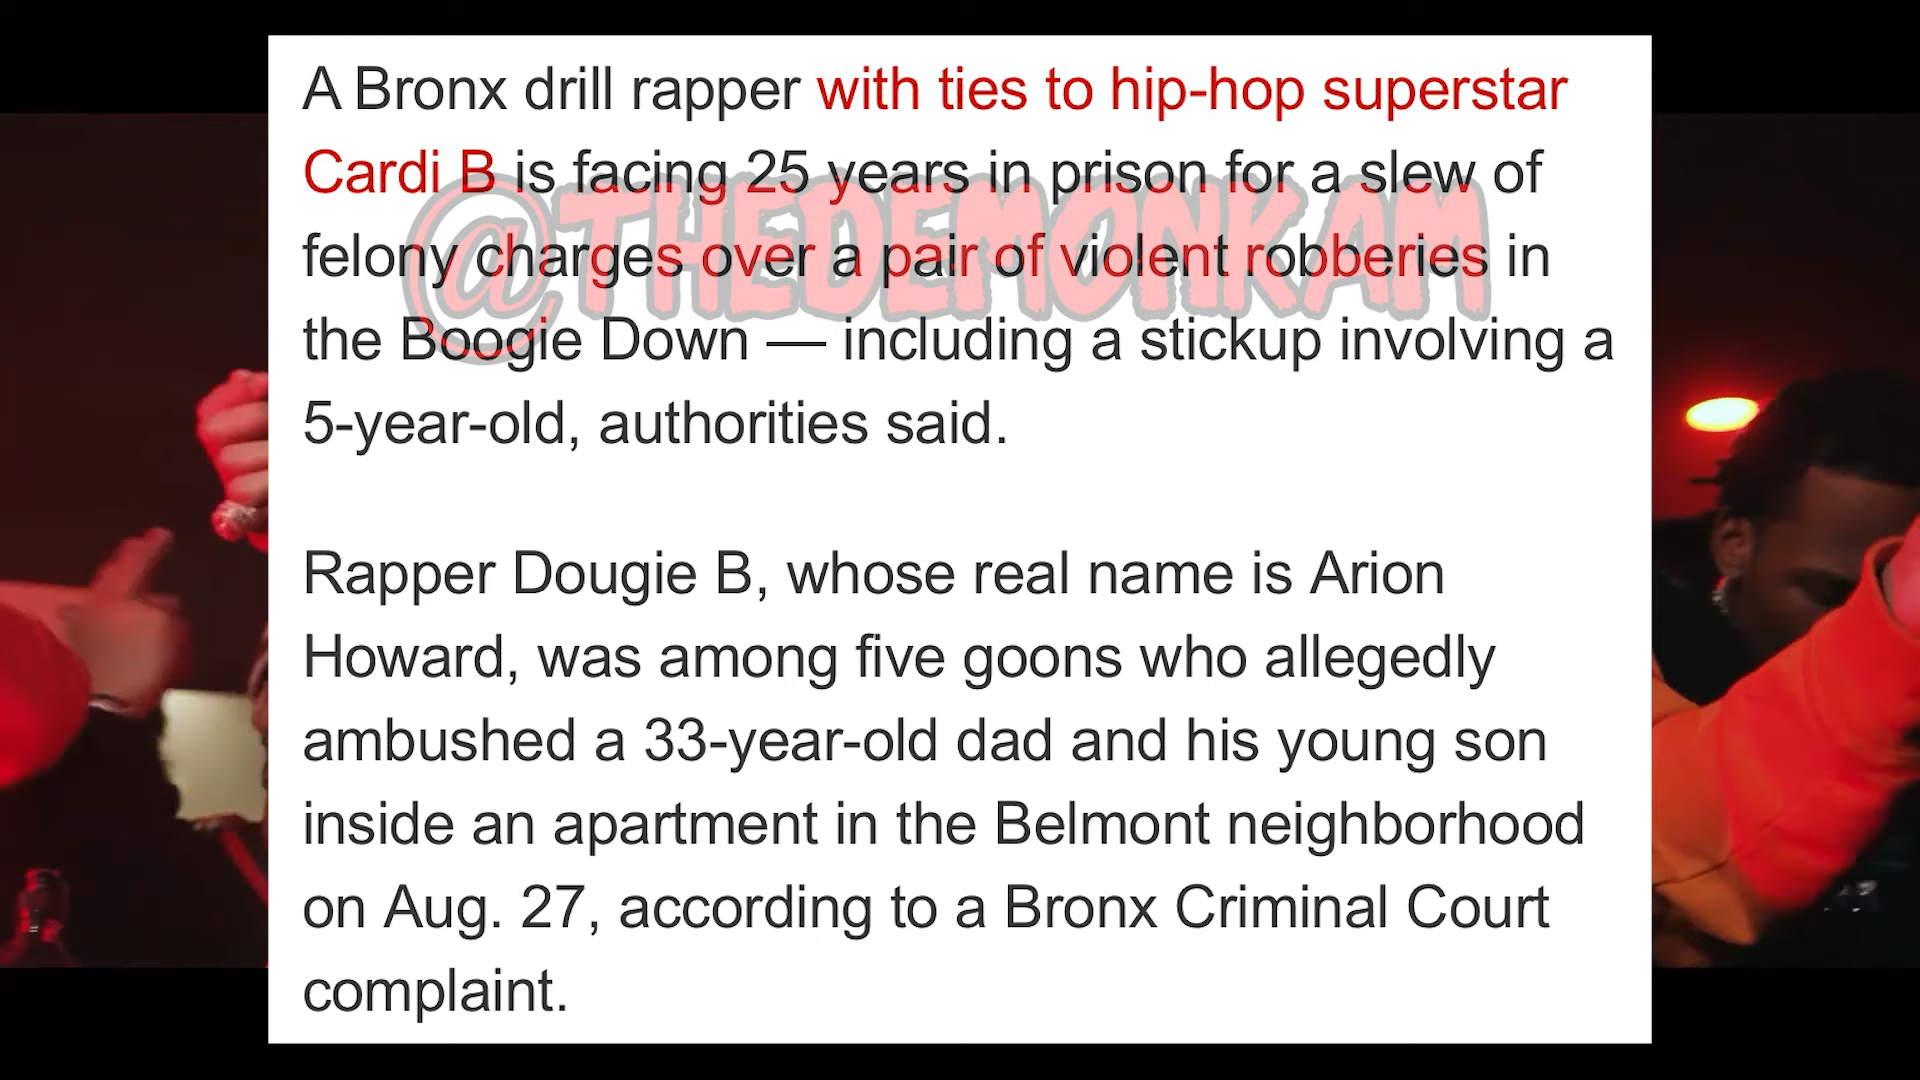 A Bronx drill rapper with ties to hip-hop superstar
Cardi B is facing 25 years in prison for a slew of
@THEDEMONKAM
felony charges over a pair of violent robberies in
the Boogie Down — including a stickup involving a
5-year-old, authorities said.
Rapper Dougie B, whose real name is Arion
Howard, was among five goons who allegedly
ambushed a 33-year-old dad and his young son
inside an apartment in the Belmont neighborhood
on Aug. 27, according to a Bronx Criminal Court
complaint.